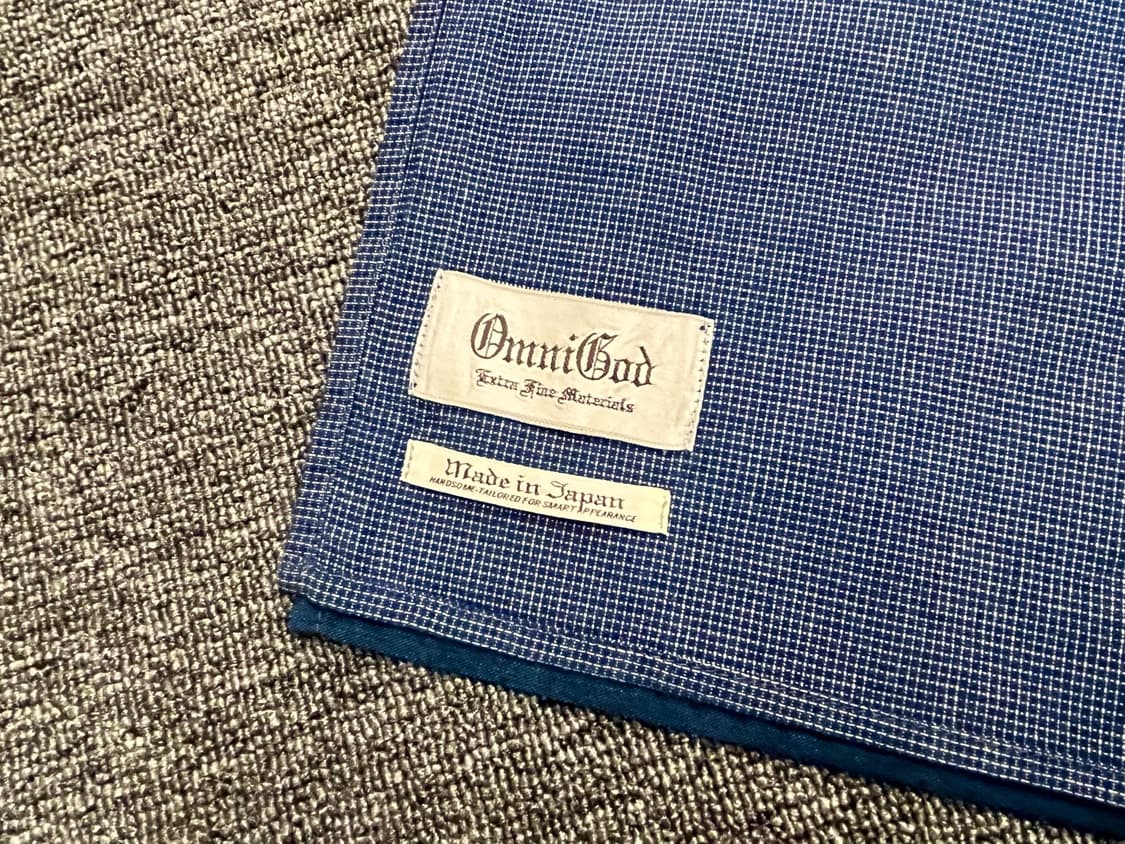 OmniGod
Extra Fine Materials
Made in Japan
HANDSOME-TAILORED FOR SMART APPEARANCE